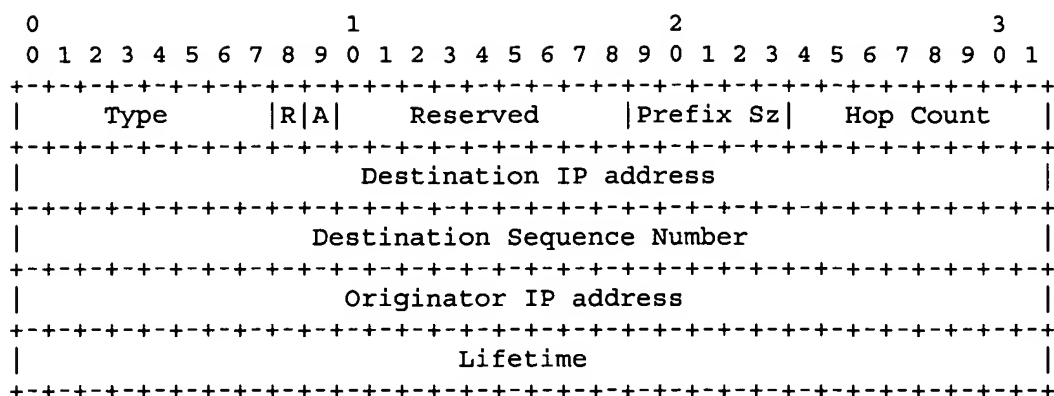 0                   1                   2                   3
0 1 2 3 4 5 6 7 8 9 0 1 2 3 4 5 6 7 8 9 0 1 2 3 4 5 6 7 8 9 0 1
+-+-+-+-+-+-+-+-+-+-+-+-+-+-+-+-+-+-+-+-+-+-+-+-+-+-+-+-+-+-+-+-+
| Type |R|A| Reserved |Prefix Sz| Hop Count |
+-+-+-+-+-+-+-+-+-+-+-+-+-+-+-+-+-+-+-+-+-+-+-+-+-+-+-+-+-+-+-+-+
| Destination IP address |
+-+-+-+-+-+-+-+-+-+-+-+-+-+-+-+-+-+-+-+-+-+-+-+-+-+-+-+-+-+-+-+-+
| Destination Sequence Number |
+-+-+-+-+-+-+-+-+-+-+-+-+-+-+-+-+-+-+-+-+-+-+-+-+-+-+-+-+-+-+-+-+
| Originator IP address |
+-+-+-+-+-+-+-+-+-+-+-+-+-+-+-+-+-+-+-+-+-+-+-+-+-+-+-+-+-+-+-+-+
| Lifetime |
+-+-+-+-+-+-+-+-+-+-+-+-+-+-+-+-+-+-+-+-+-+-+-+-+-+-+-+-+-+-+-+-+